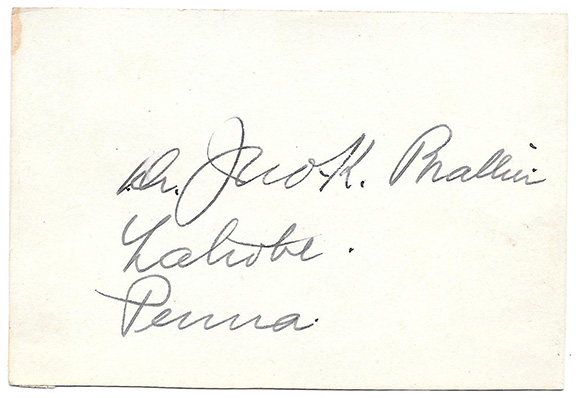 Dr. Jno K. Brallier
Latrobe.
Penna.